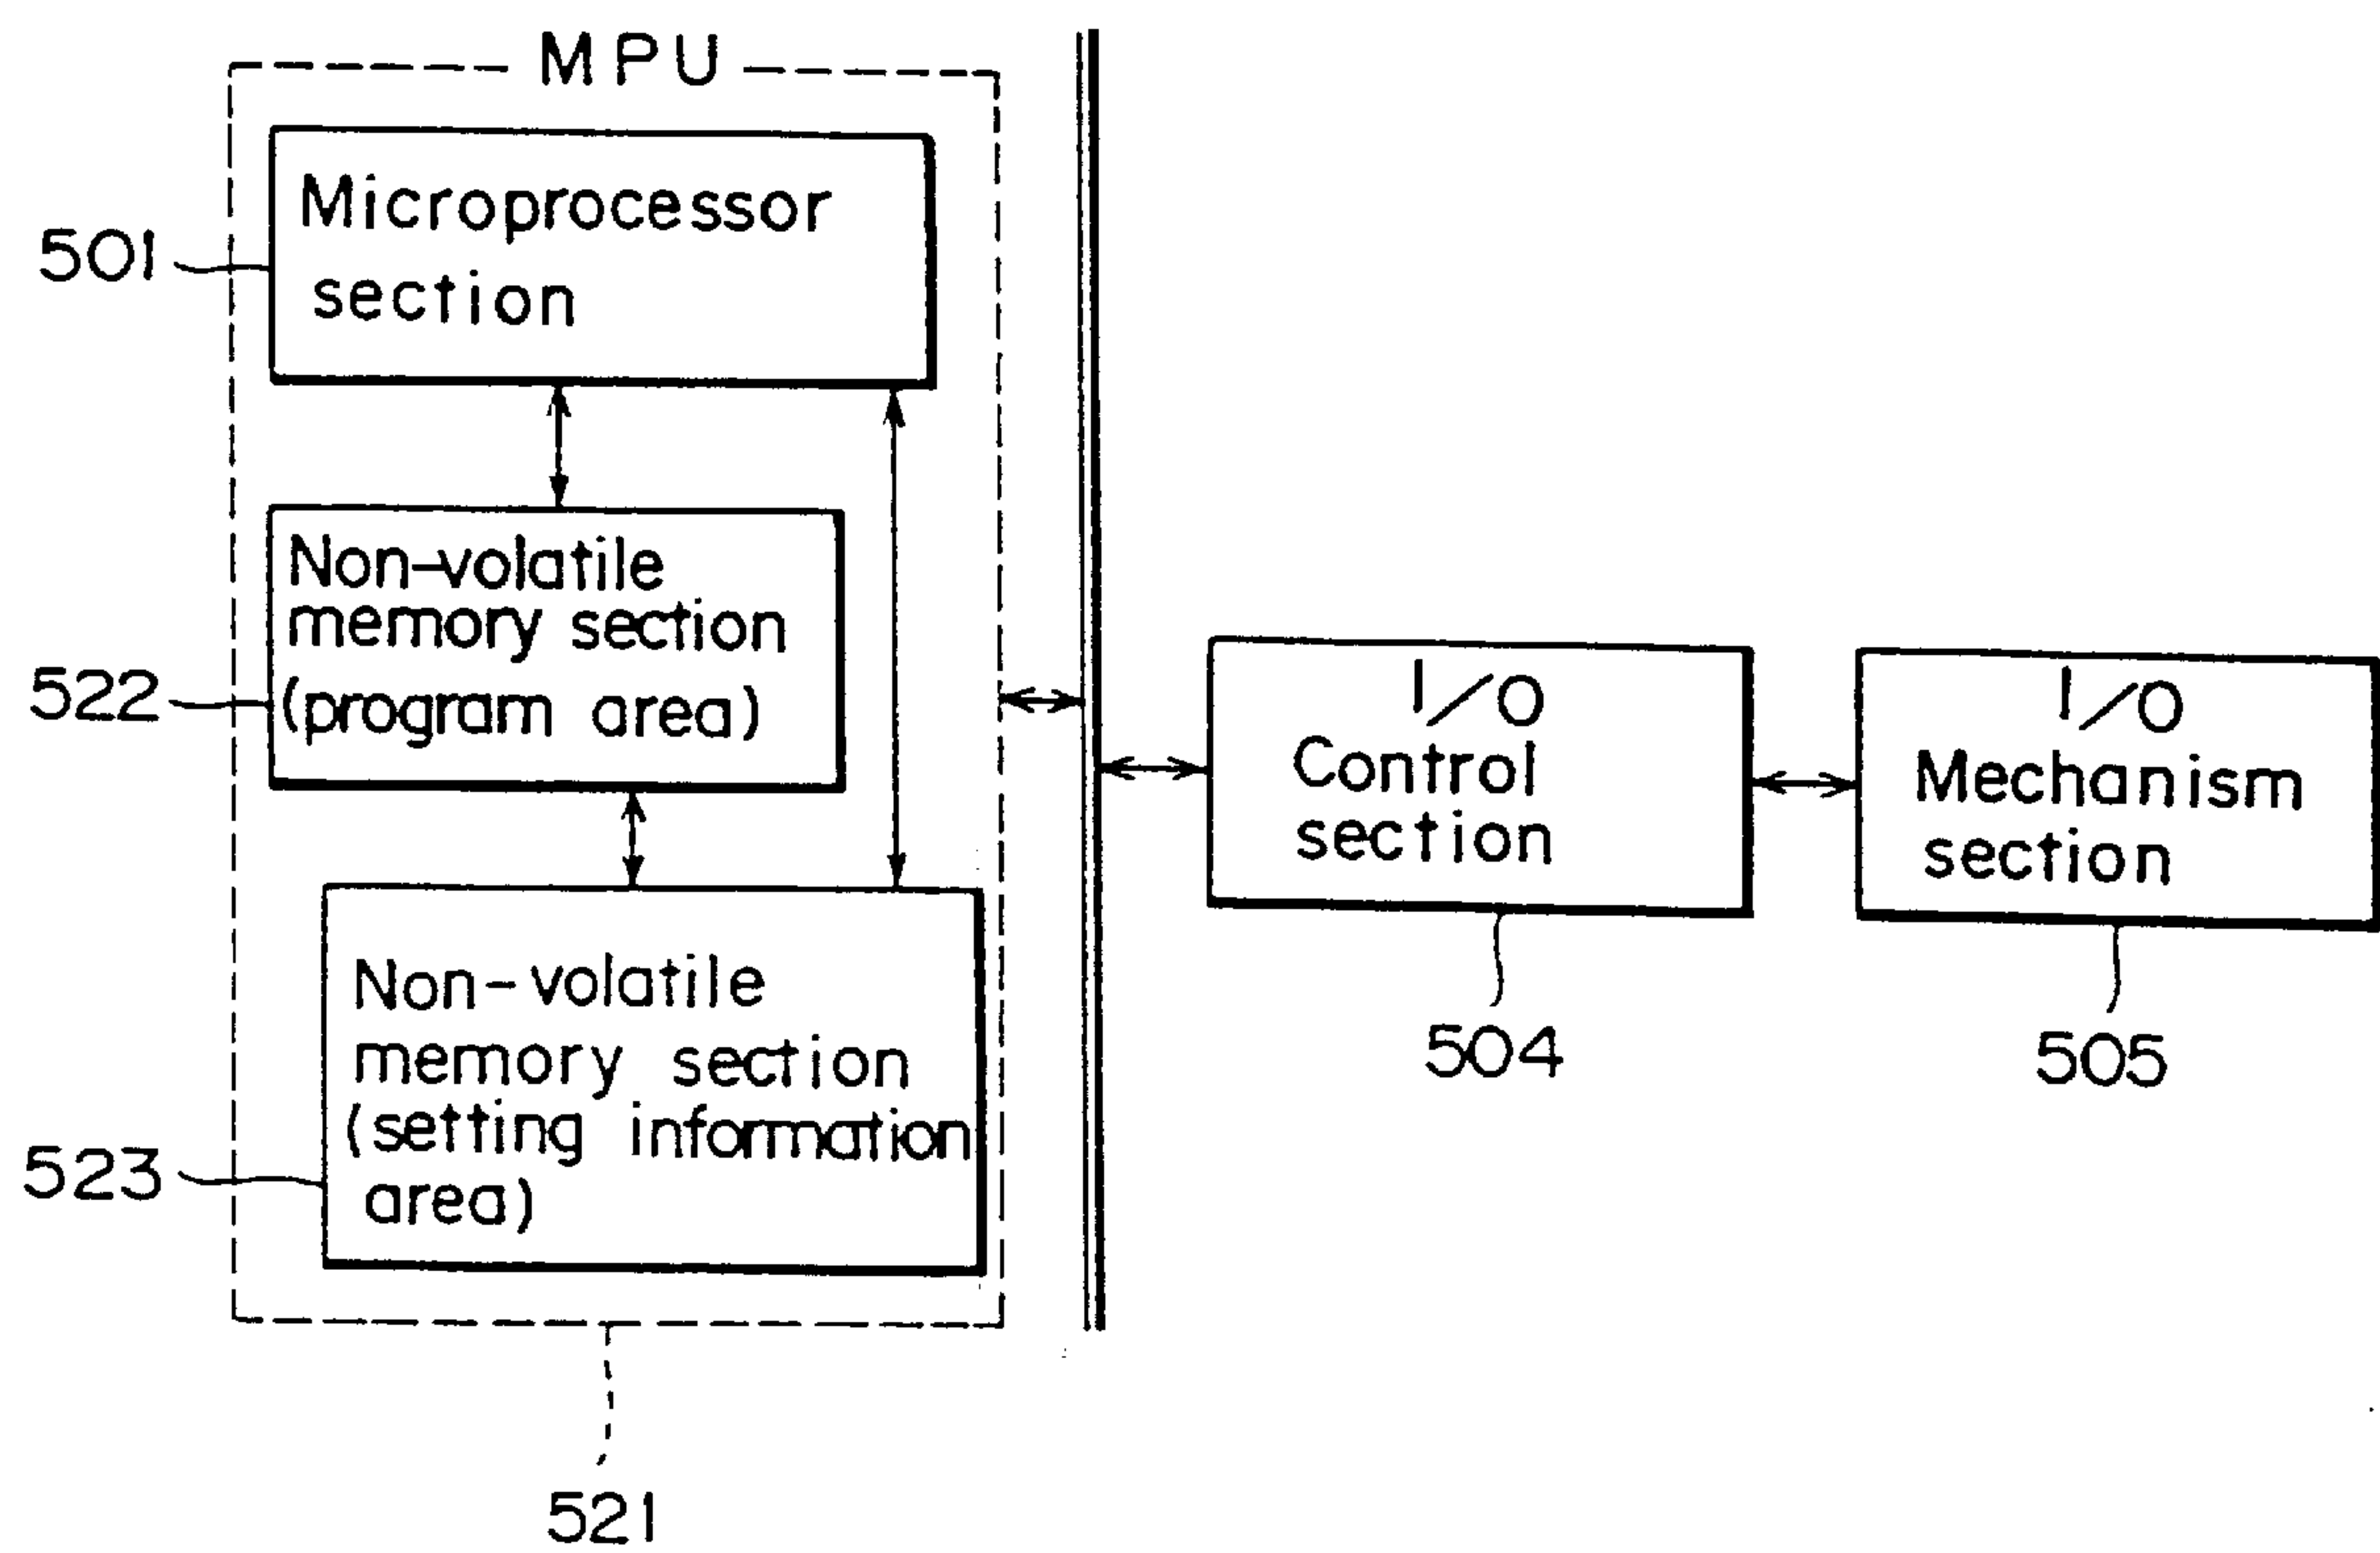 MPU
Microprocessor
section
501
Non-volatile
memory section
(program area)
522
Non-volatile
memory section
(setting information
area)
523
521
I/O
Control
section
504
I/O
Mechanism
section
505